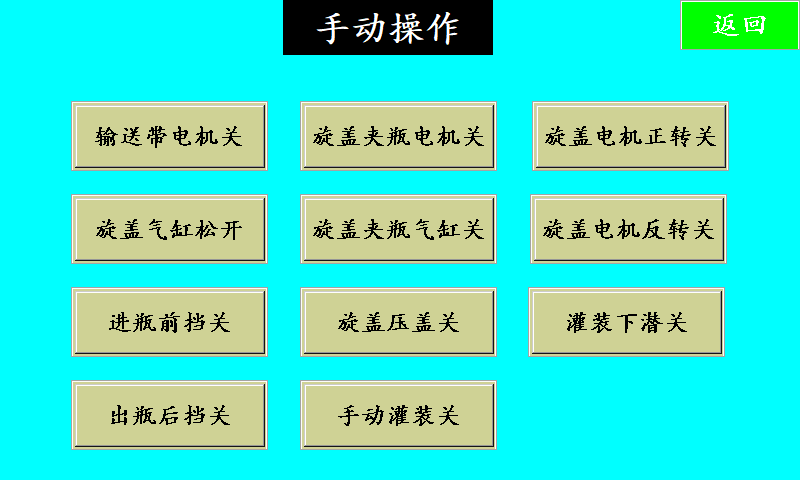 手动操作
返回
输送带电机关
旋盖夹瓶电机关
旋盖电机正转关
旋盖气缸松开
旋盖夹瓶气缸关
旋盖电机反转关
进瓶前挡关
旋盖压盖关
灌装下潜关
出瓶后挡关
手动灌装关